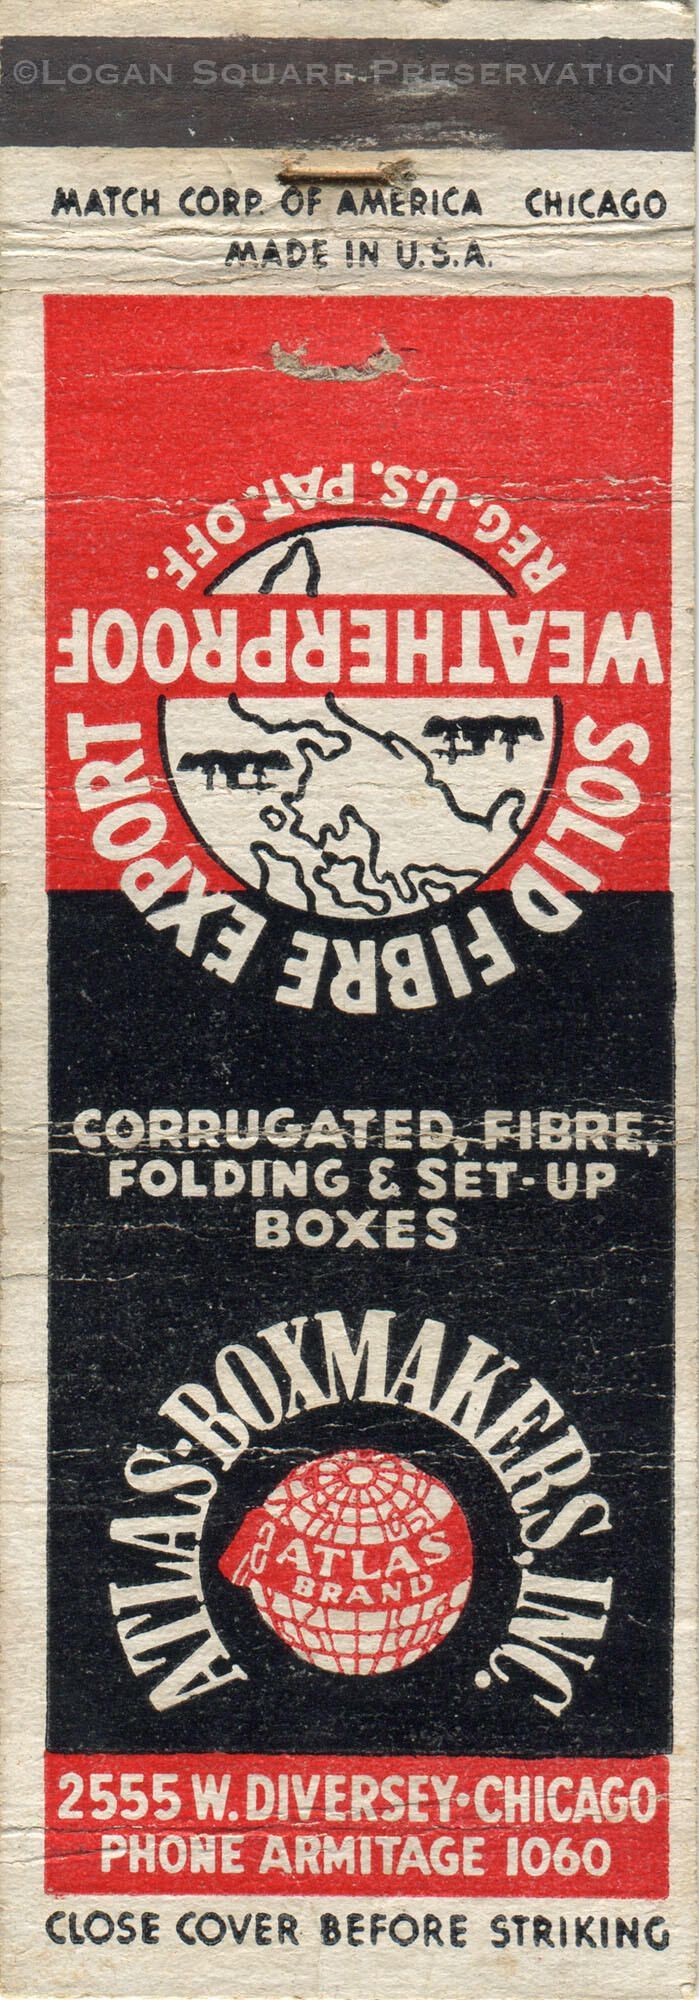 ©LOGAN SQUARE PRESERVATION
MATCH CORP. OF AMERICA CHICAGO
MADE IN U.S.A.
REG. U.S. PAT. OFF.
WEATHERPROOF
SOLID FIBRE EXPORT
CORRUGATED, FIBRE,
FOLDING & SET-UP
BOXES
ATLAS·BOXMAKERS, INC.
ATLAS
BRAND
2555 W. DIVERSEY·CHICAGO
PHONE ARMITAGE 1060
CLOSE COVER BEFORE STRIKING